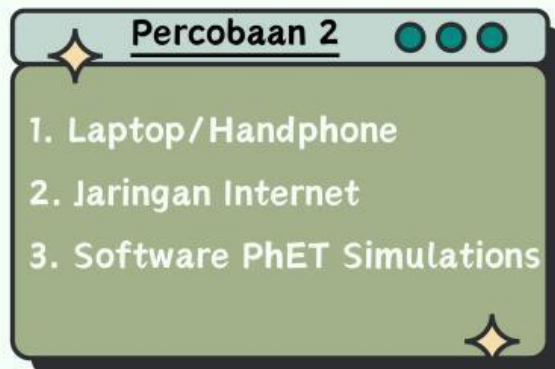 Percobaan 2
1. Laptop/Handphone
2. Jaringan Internet
3. Software PhET Simulations